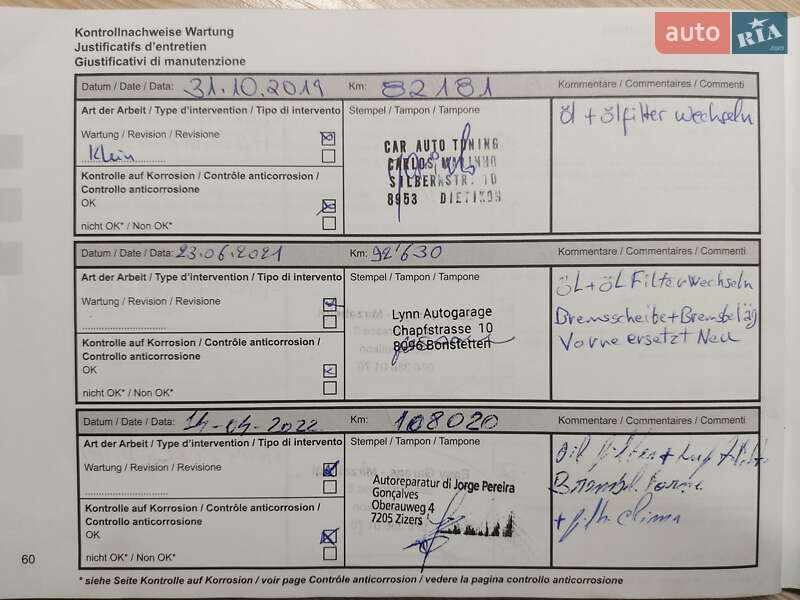 auto RIA.com
Kontrollnachweise Wartung
Justificatifs d'entretien
Giustificativi di manutenzione
Datum / Date / Data: 31.10.2019 Km: 82181 Kommentare / Commentaires / Commenti
Art der Arbeit / Type d'intervention / Tipo di intervento Stempel / Tampon / Tampone öl + ölfilter wechseln
Wartung / Revision / Revisione
Klein
CAR AUTO TUNING
CARLOS MARINHO
SILBERNSTR. 10
8953 DIETIKON
Kontrolle auf Korrosion / Contrôle anticorrosion /
Controllo anticorrosione
OK
nicht OK* / Non OK*
Datum / Date / Data: 23.06.2021 Km: 92'630 Kommentare / Commentaires / Commenti
Art der Arbeit / Type d'intervention / Tipo di intervento Stempel / Tampon / Tampone öL + öL Filter wechseln
Wartung / Revision / Revisione
Lynn Autogarage
Chapfstrasse 10
8096 Bonstetten
Bremsscheibe + Bremsbeläg
Vorne ersetzt Neu
Kontrolle auf Korrosion / Contrôle anticorrosion /
Controllo anticorrosione
OK
nicht OK* / Non OK*
Datum / Date / Data: 14-04-2022 Km: 108020 Kommentare / Commentaires / Commenti
Art der Arbeit / Type d'intervention / Tipo di intervento Stempel / Tampon / Tampone
Wartung / Revision / Revisione
Autoreparatur di Jorge Pereira
Gonçalves
Oberauweg 4
7205 Zizers
+ clima
Kontrolle auf Korrosion / Contrôle anticorrosion /
Controllo anticorrosione
OK
nicht OK* / Non OK*
60
* siehe Seite Kontrolle auf Korrosion / voir page Contrôle anticorrosion / vedere la pagina controllo anticorrosione